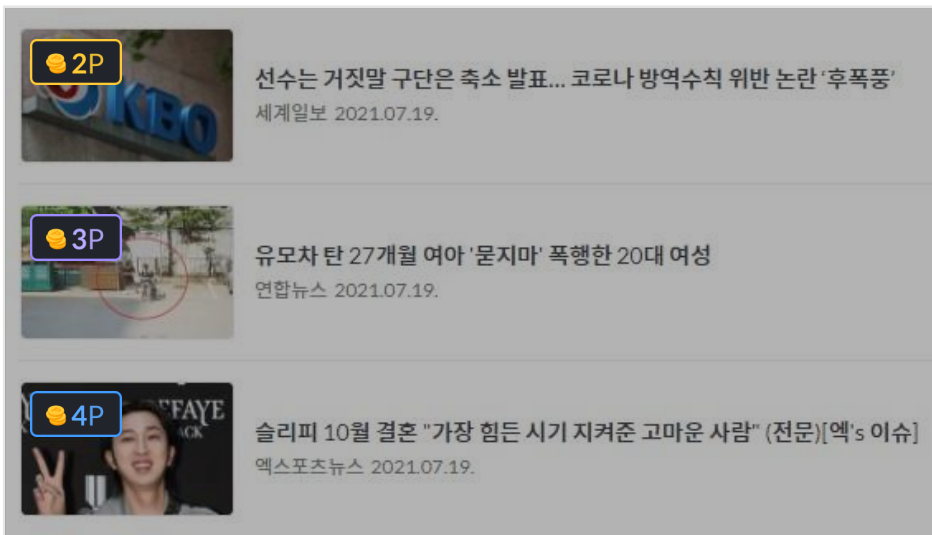 2P
KBO
선수는 거짓말 구단은 축소 발표... 코로나 방역수칙 위반 논란 '후폭풍'
세계일보 2021.07.19.
3P
유모차 탄 27개월 여아 '묻지마' 폭행한 20대 여성
연합뉴스 2021.07.19.
4P
EFAYE
ACK
슬리피 10월 결혼 "가장 힘든 시기 지켜준 고마운 사람" (전문)[엑's 이슈]
엑스포츠뉴스 2021.07.19.